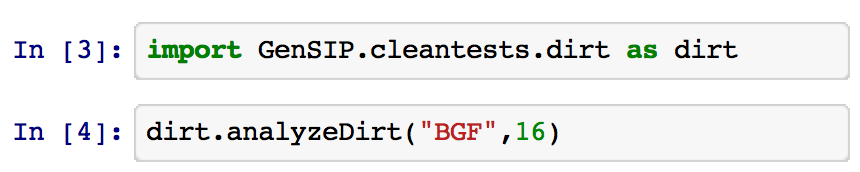 In [3]: import GenSIP.cleantests.dirt as dirt
In [4]: dirt.analyzeDirt("BGF",16)